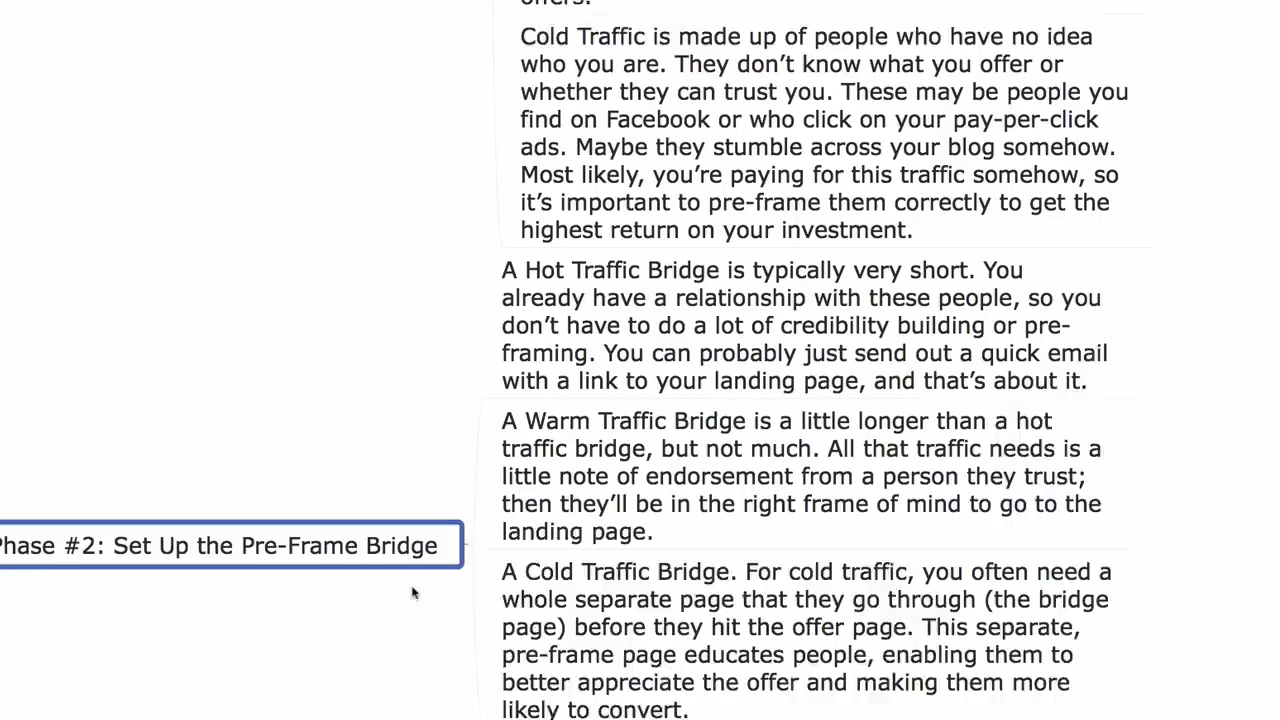 offers.
Cold Traffic is made up of people who have no idea
who you are. They don’t know what you offer or
whether they can trust you. These may be people you
find on Facebook or who click on your pay-per-click
ads. Maybe they stumble across your blog somehow.
Most likely, you’re paying for this traffic somehow, so
it’s important to pre-frame them correctly to get the
highest return on your investment.
A Hot Traffic Bridge is typically very short. You
already have a relationship with these people, so you
don’t have to do a lot of credibility building or pre-
framing. You can probably just send out a quick email
with a link to your landing page, and that’s about it.
A Warm Traffic Bridge is a little longer than a hot
traffic bridge, but not much. All that traffic needs is a
little note of endorsement from a person they trust;
then they’ll be in the right frame of mind to go to the
landing page.
Phase #2: Set Up the Pre-Frame Bridge
A Cold Traffic Bridge. For cold traffic, you often need a
whole separate page that they go through (the bridge
page) before they hit the offer page. This separate,
pre-frame page educates people, enabling them to
better appreciate the offer and making them more
likely to convert.